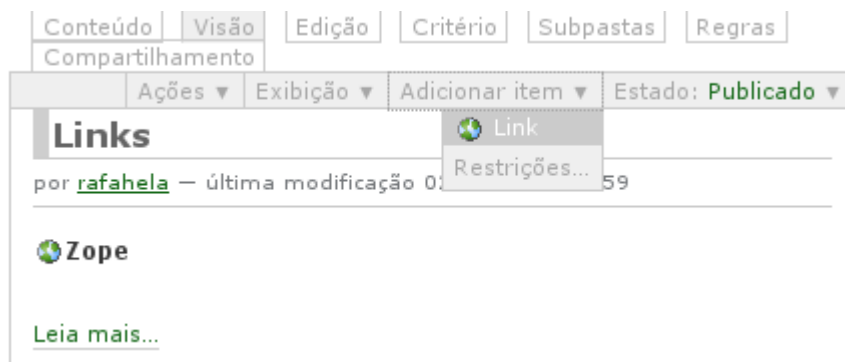 Conteúdo Visão Edição Critério Subpastas Regras
Compartilhamento
Ações ▼ Exibição ▼ Adicionar item ▼ Estado: Publicado ▼
Links
Link
Restrições...
por rafahela — última modificação 59
Zope
Leia mais...